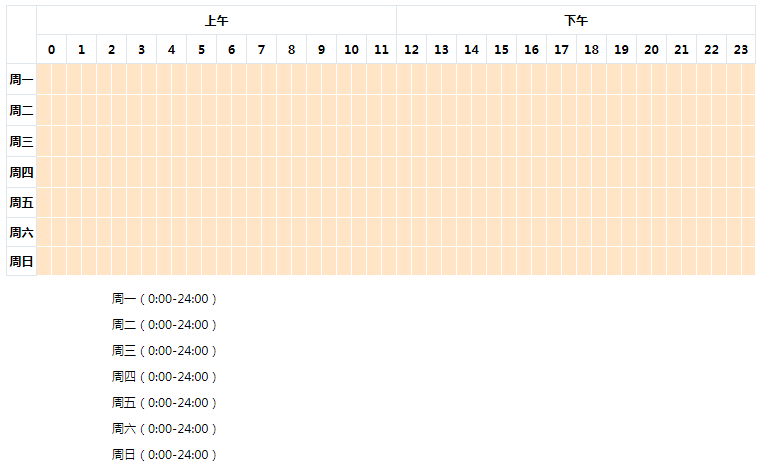 上午 下午
0 1 2 3 4 5 6 7 8 9 10 11 12 13 14 15 16 17 18 19 20 21 22 23
周一
周二
周三
周四
周五
周六
周日
周一 ( 0:00-24:00 )
周二 ( 0:00-24:00 )
周三 ( 0:00-24:00 )
周四 ( 0:00-24:00 )
周五 ( 0:00-24:00 )
周六 ( 0:00-24:00 )
周日 ( 0:00-24:00 )